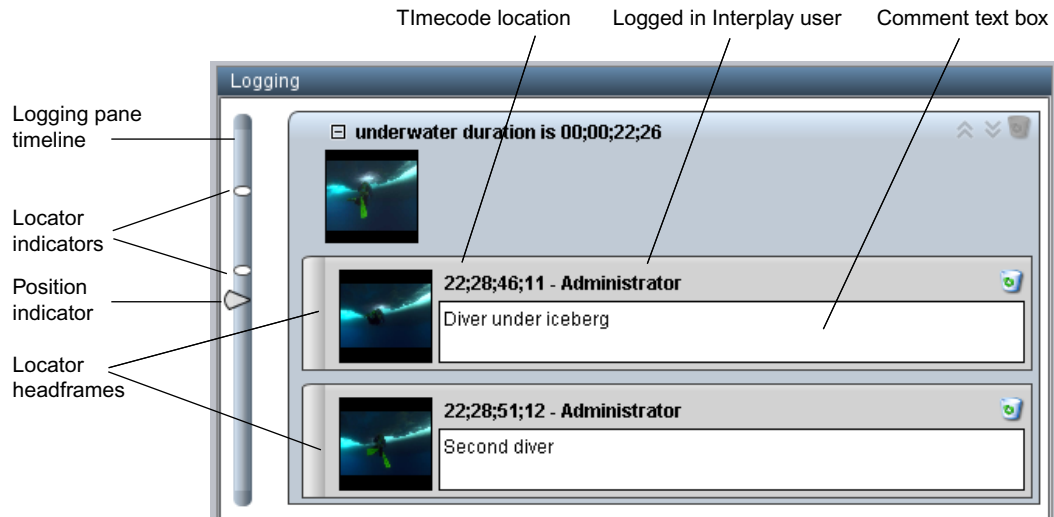 TImecode location
Logged in Interplay user
Comment text box
Logging
Logging pane
timeline
underwater duration is 00;00;22;26
Locator
indicators
Position
indicator
22;28;46;11 - Administrator
Diver under iceberg
Locator
headframes
22;28;51;12 - Administrator
Second diver